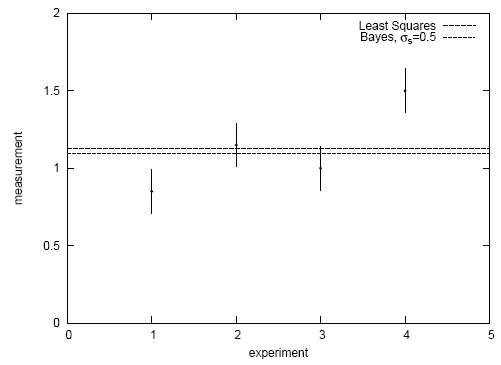 2
1.5
1
0.5
0
0 1 2 3 4 5
measurement
experiment
Least Squares
Bayes, σs=0.5